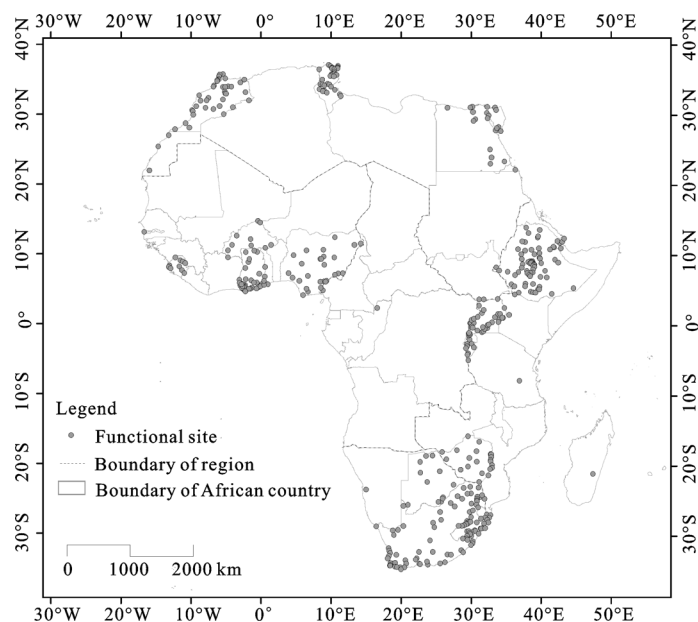 30°W 20°W 10°W 0° 10°E 20°E 30°E 40°E 50°E
40°N
40°N
30°N
30°N
20°N
20°N
10°N
10°N
0°
0°
10°S
10°S
20°S
20°S
30°S
30°S
Legend
Functional site
Boundary of region
Boundary of African country
0 1000 2000 km
30°W 20°W 10°W 0° 10°E 20°E 30°E 40°E 50°E